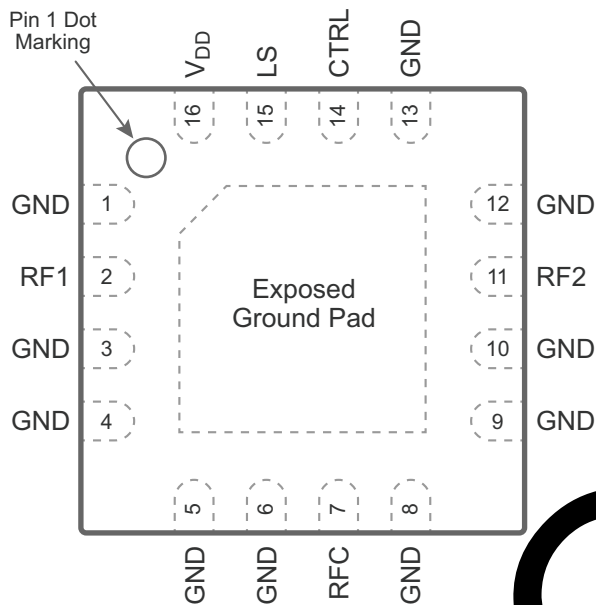 Pin 1 Dot
Marking
VDD
LS
CTRL
GND
16
15
14
13
GND 1
12 GND
RF1 2
11 RF2
Exposed
Ground Pad
GND 3
10 GND
GND 4
9 GND
5
6
7
8
GND
GND
RFC
GND